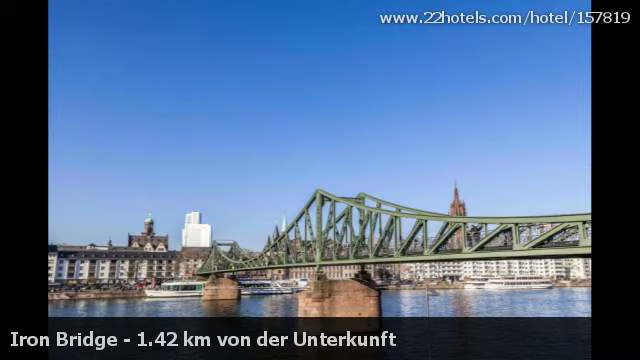 www.22hotels.com/hotel/157819
Iron Bridge - 1.42 km von der Unterkunft